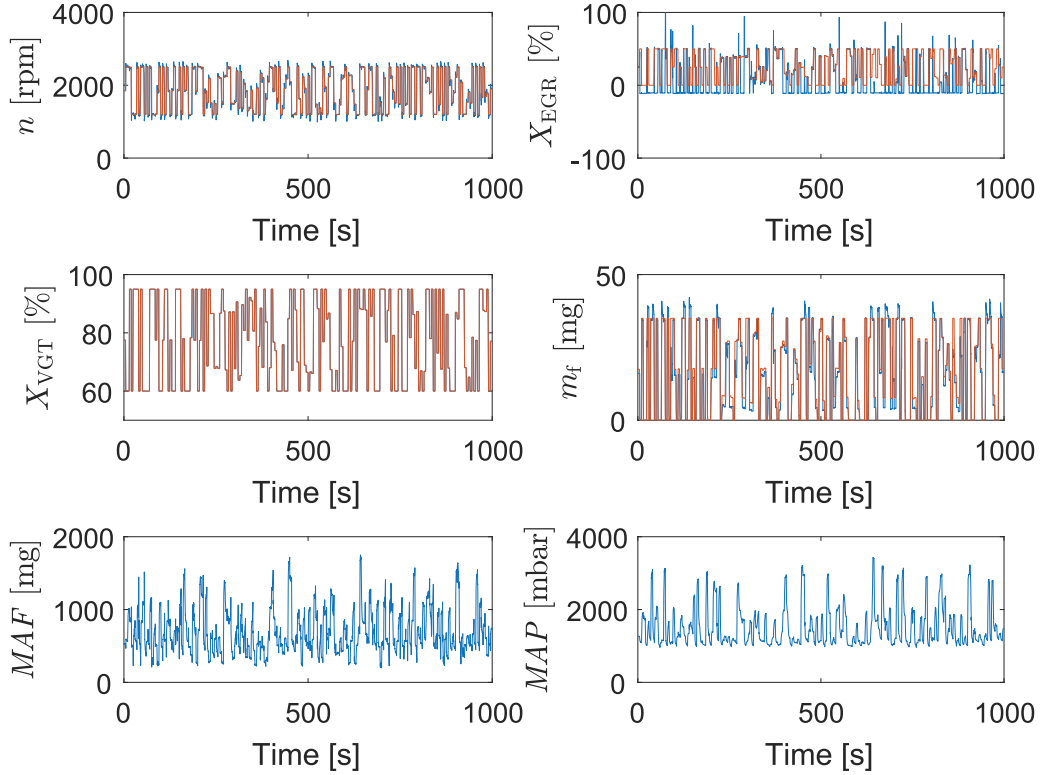 4000
2000
0
n [rpm]
0 500 1000
Time [s]
100
0
-100
X_EGR [%]
0 500 1000
Time [s]
100
80
60
X_VGT [%]
0 500 1000
Time [s]
50
0
m_f [mg]
0 500 1000
Time [s]
2000
1000
0
MAF [mg]
0 500 1000
Time [s]
4000
2000
0
MAP [mbar]
0 500 1000
Time [s]